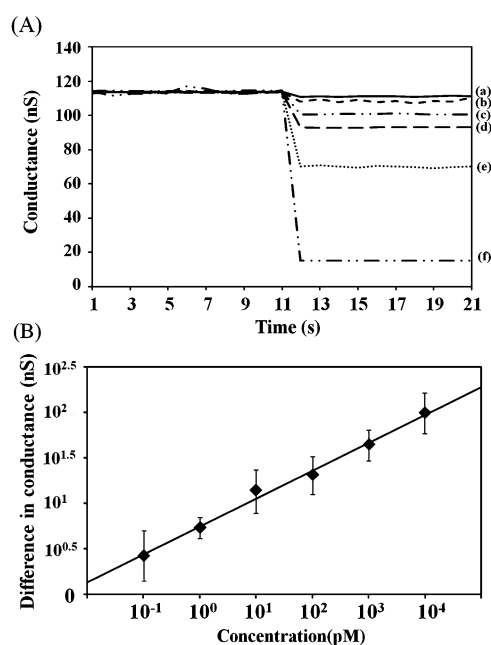 (A)
Conductance (nS)
140
120
100
80
60
40
20
0
(a)
(b)
(c)
(d)
(e)
(f)
1 3 5 7 9 11 13 15 17 19 21
Time (s)
(B)
Difference in conductance (nS)
10^2.5
10^2
10^1.5
10^1
10^0.5
0
10^-1 10^0 10^1 10^2 10^3 10^4
Concentration(pM)